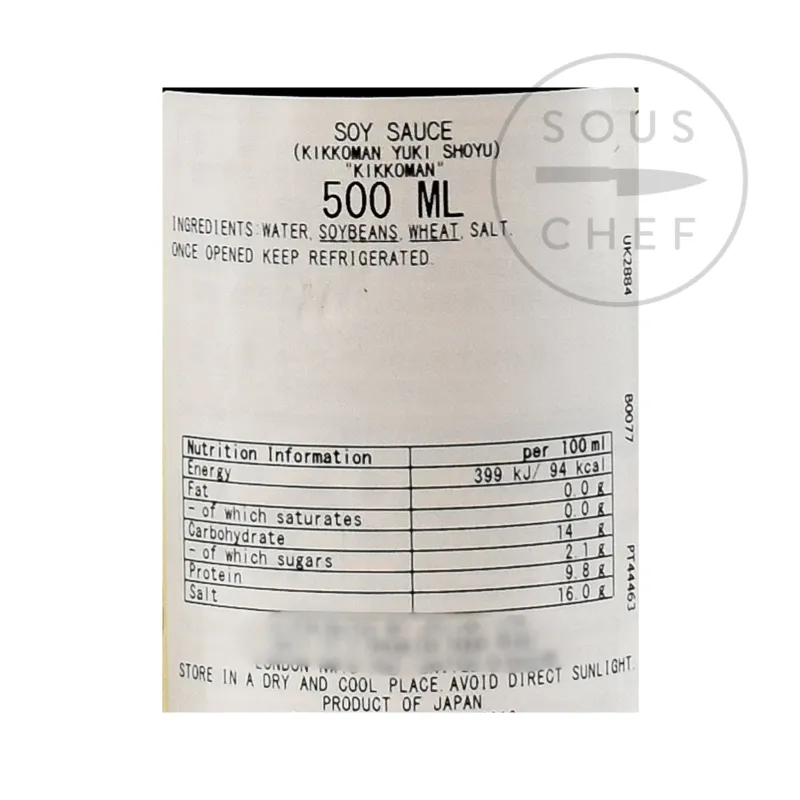 SOUS
CHEF
SOY SAUCE
(KIKKOMAN YUKI SHOYU)
"KIKKOMAN"
500 ML
INGREDIENTS:WATER, SOYBEANS, WHEAT, SALT.
ONCE OPENED KEEP REFRIGERATED.
UK2884
B0077
PT44463
Nutrition Information per 100ml
Energy 399 kJ/ 94 kcal
Fat 0.0 g
- of which saturates 0.0 g
Carbohydrate 14 g
- of which sugars 2.1 g
Protein 9.8 g
Salt 16.0 g
LONDON
STORE IN A DRY AND COOL PLACE.AVOID DIRECT SUNLIGHT.
PRODUCT OF JAPAN